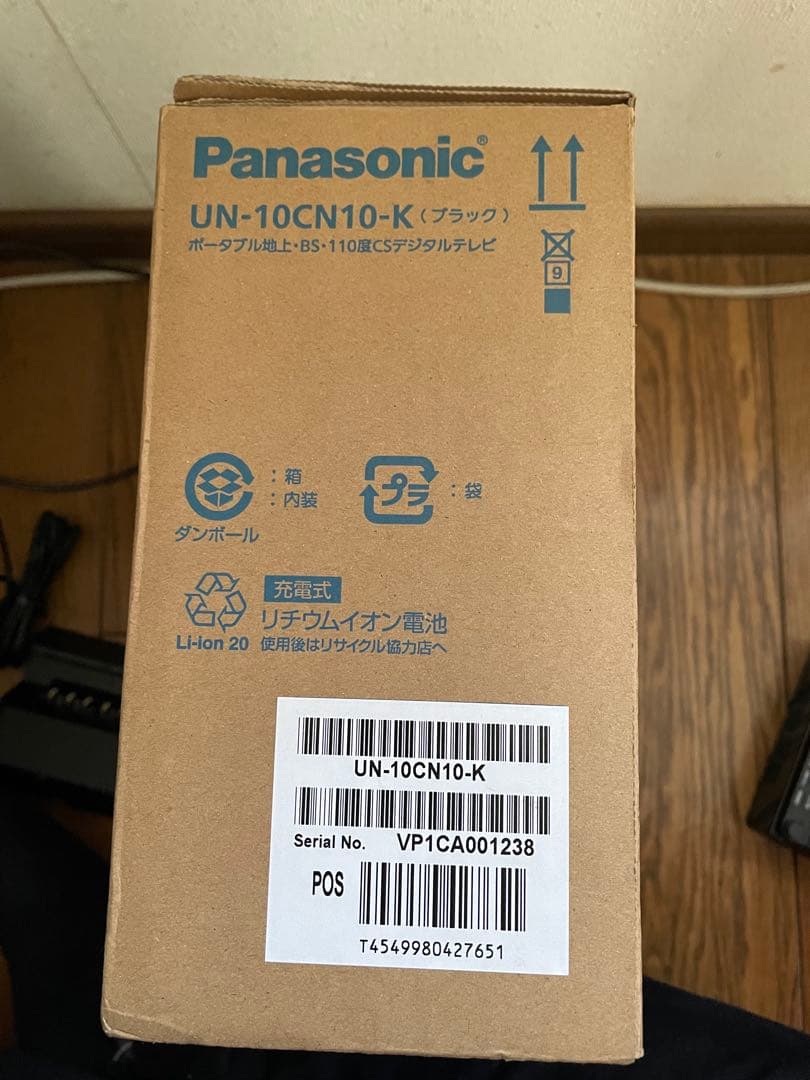 Panasonic®
UN-10CN10-K（ブラック）
ポータブル地上・BS・110度CSデジタルテレビ
9
：箱
：内装
ダンボール
プラ
：袋
充電式
リチウムイオン電池
Li-ion 20 使用後はリサイクル協力店へ
UN-10CN10-K
Serial No. VP1CA001238
POS
T4549980427651